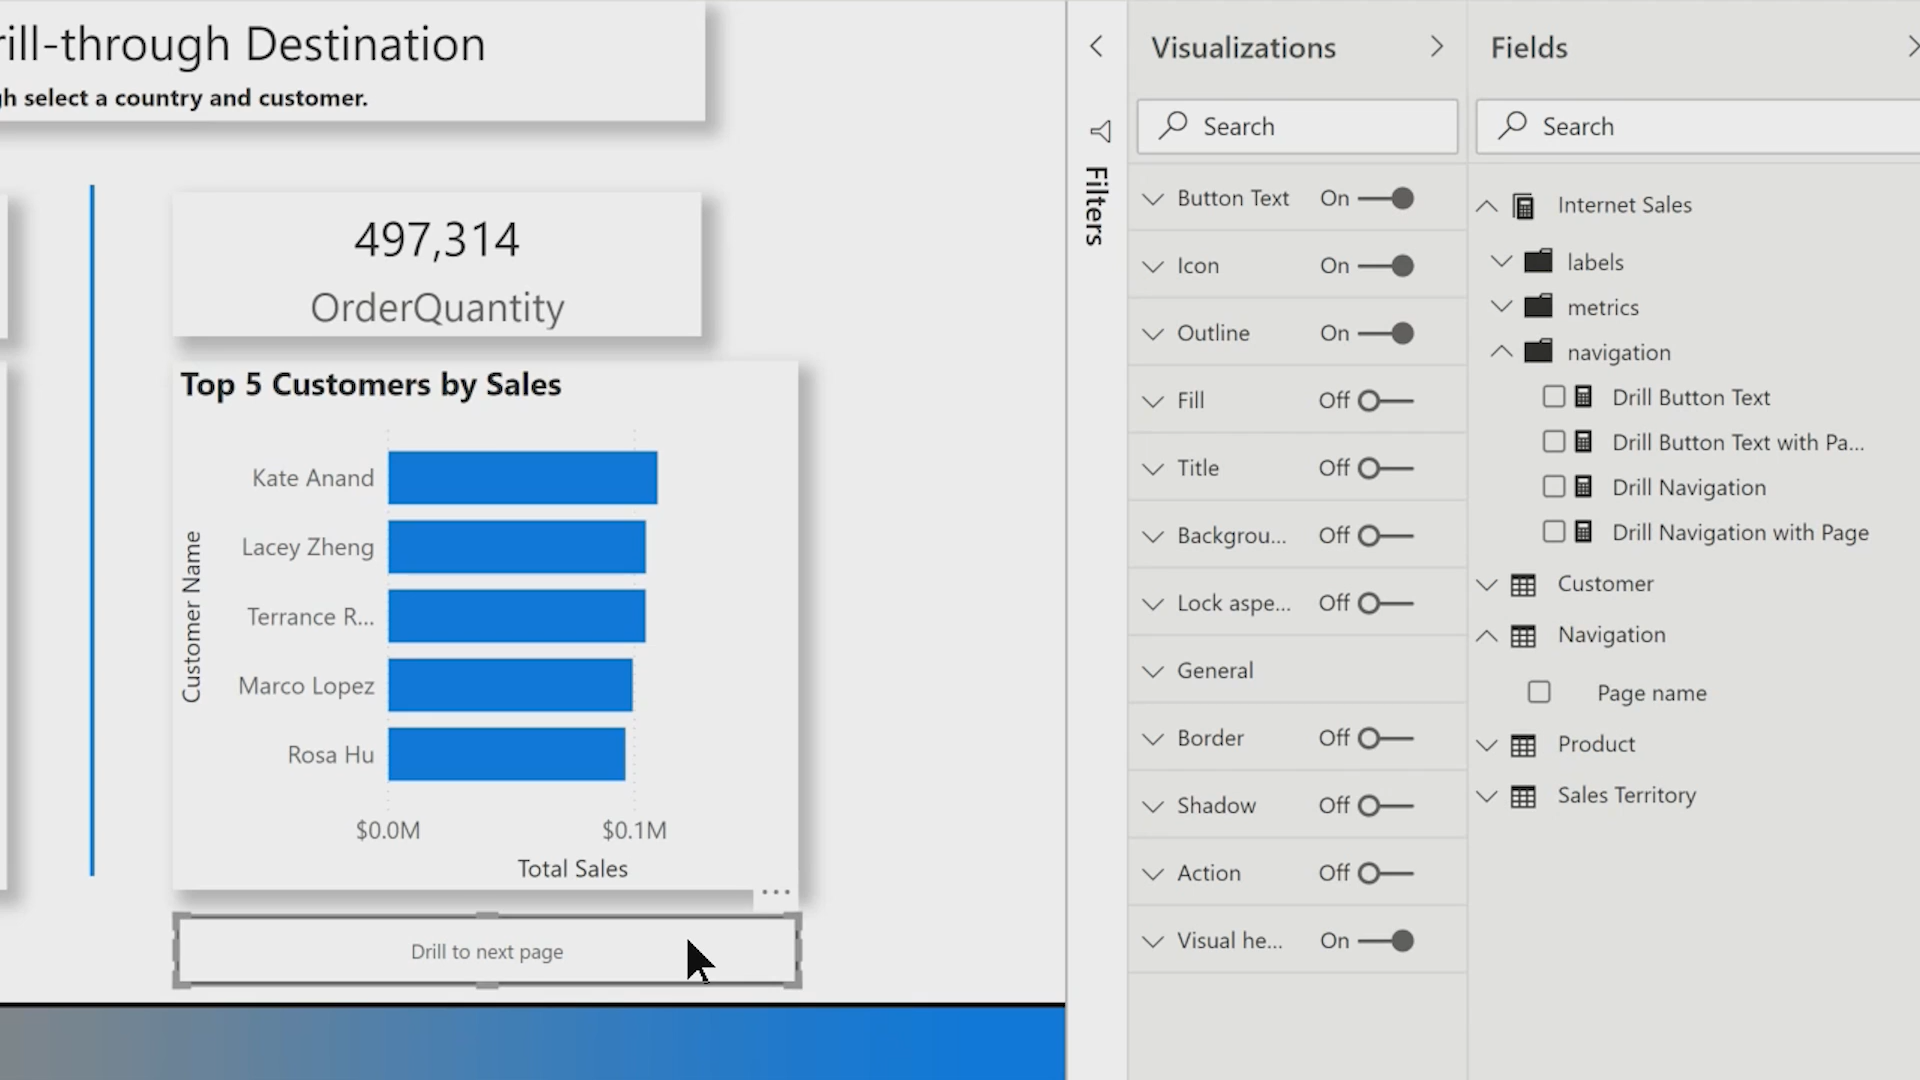 rill-through Destination
gh select a country and customer.
497,314
OrderQuantity
Top 5 Customers by Sales
Customer Name
Kate Anand
Lacey Zheng
Terrance R...
Marco Lopez
Rosa Hu
$0.0M
$0.1M
Total Sales
Drill to next page
Filters
Visualizations
Search
Button Text On
Icon On
Outline On
Fill Off
Title Off
Backgrou... Off
Lock aspe... Off
General
Border Off
Shadow Off
Action Off
Visual he... On
Fields
Search
Internet Sales
labels
metrics
navigation
Drill Button Text
Drill Button Text with Pa...
Drill Navigation
Drill Navigation with Page
Customer
Navigation
Page name
Product
Sales Territory